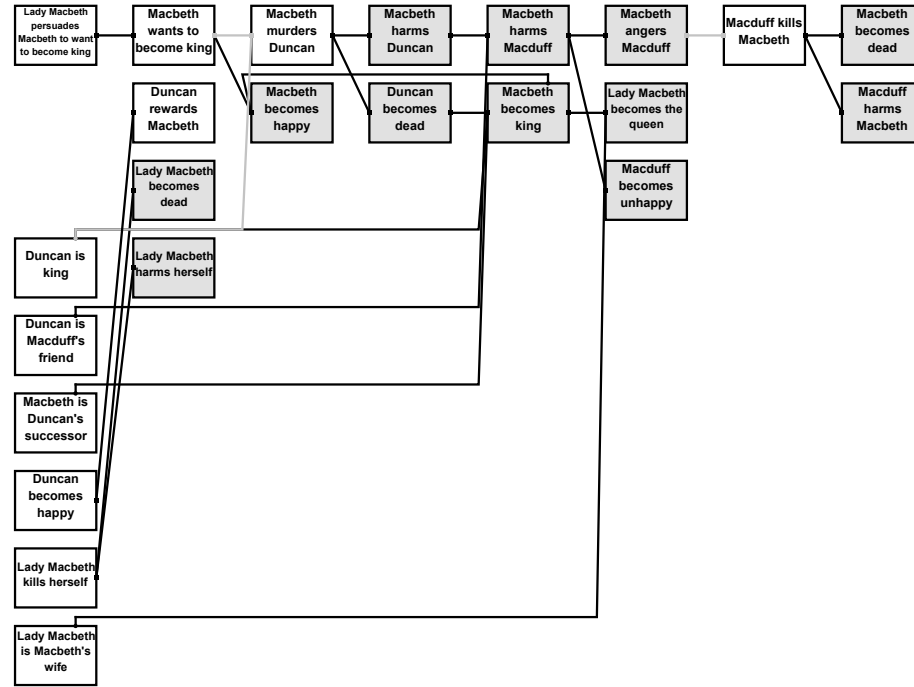 Lady Macbeth
persuades
Macbeth to want
to become king
Macbeth
wants to
become king
Macbeth
murders
Duncan
Macbeth
harms
Duncan
Macbeth
harms
Macduff
Macbeth
angers
Macduff
Macduff kills
Macbeth
Macbeth
becomes
dead
Duncan
rewards
Macbeth
Macbeth
becomes
happy
Duncan
becomes
dead
Macbeth
becomes
king
Lady Macbeth
becomes the
queen
Macduff
harms
Macbeth
Lady Macbeth
becomes
dead
Macduff
becomes
unhappy
Duncan is
king
Lady Macbeth
harms herself
Duncan is
Macduff's
friend
Macbeth is
Duncan's
successor
Duncan
becomes
happy
Lady Macbeth
kills herself
Lady Macbeth
is Macbeth's
wife